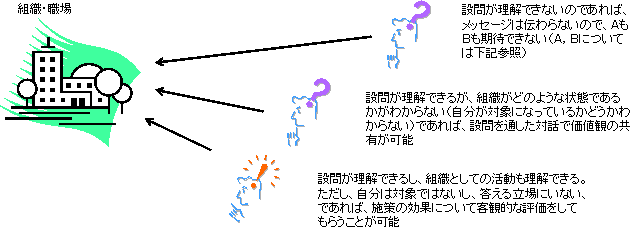 組織・職場
設問が理解できないのであれば、
メッセージは伝わらないので、Aも
Bも期待できない（A，Bについて
は下記参照）
設問が理解できるが、組織がどのような状態である
かがわからない（自分が対象になっているかどうかわ
からない）であれば、設問を通した対話で価値観の共
有が可能
設問が理解できるし、組織としての活動も理解できる。
ただし、自分は対象ではないし、答える立場にいない、
であれば、施策の効果について客観的な評価をして
もらうことが可能